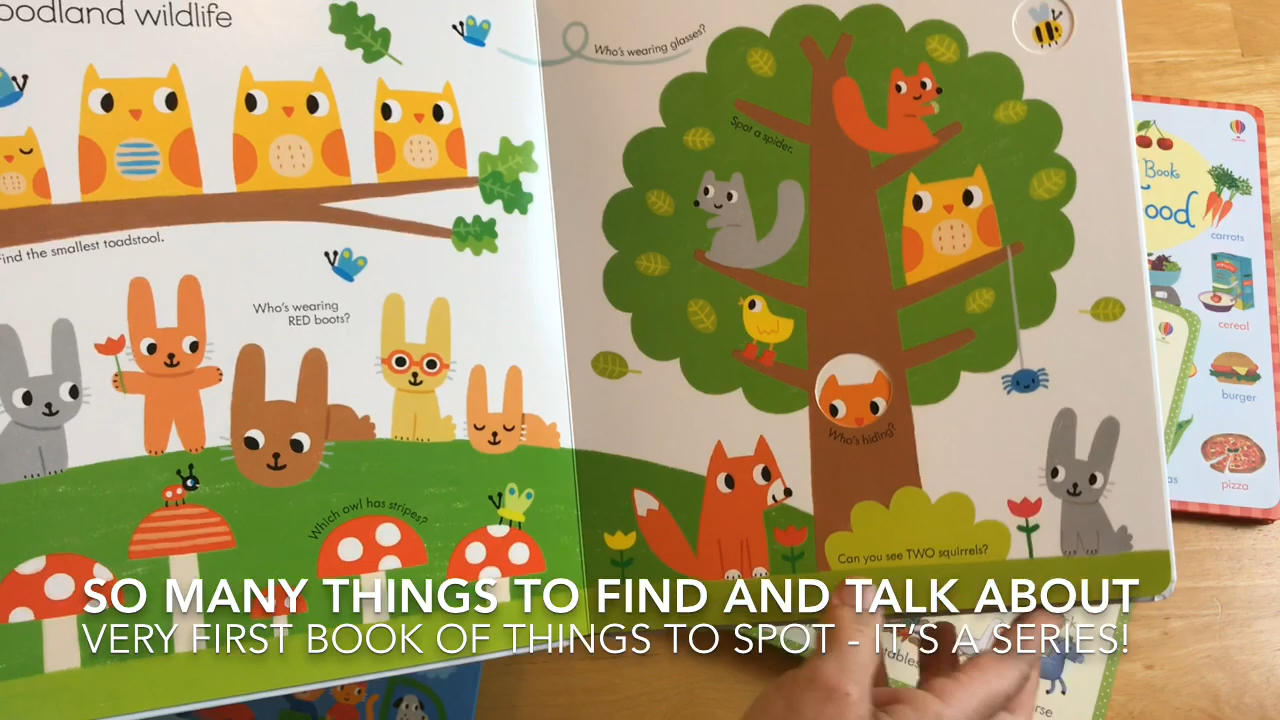 oodland wildlife
Find the smallest toadstool.
Who's wearing
RED boots?
Which owl has stripes?
Who's wearing glasses?
Spot a spider.
Who's hiding?
Can you see TWO squirrels?
Book
carrots
cereal
burger
pizza
SO MANY THINGS TO FIND AND TALK ABOUT
VERY FIRST BOOK OF THINGS TO SPOT - IT'S A SERIES!